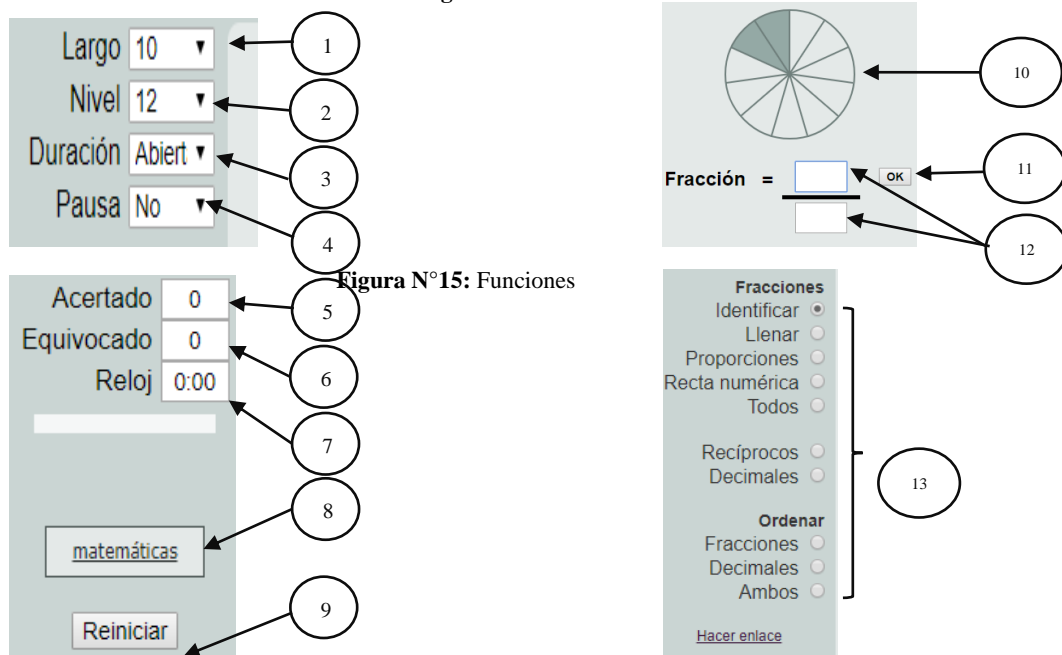 Largo 10 1
Nivel 12 2
Duración Abiert 3
Pausa No 4
10
Fracción = OK 11
12
Figura N°15: Funciones
Acertado 0 5
Equivocado 0 6
Reloj 0:00 7
8
matemáticas
9
Reiniciar
Fracciones
Identificar
Llenar
Proporciones
Recta numérica
Todos
Recíprocos
Decimales
13
Ordenar
Fracciones
Decimales
Ambos
Hacer enlace